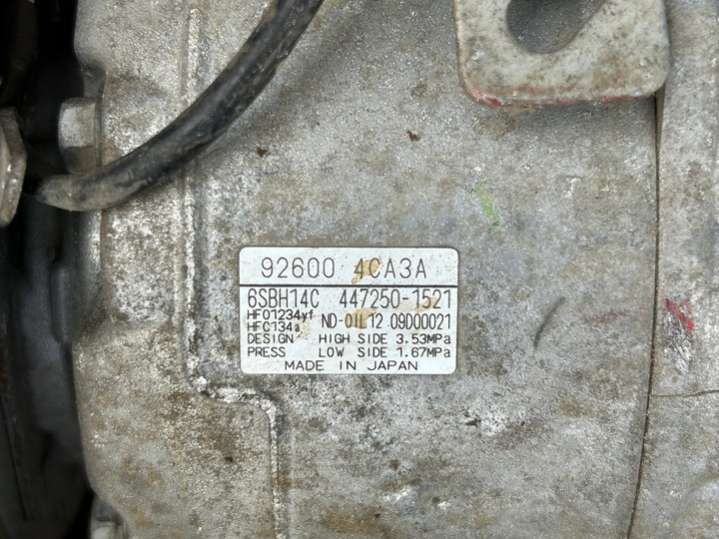 92600 4CA3A
6SBH14C 447250-1521
HFO1234yf
HFC134a ND-OIL12 09D00021
DESIGN HIGH SIDE 3.53MPa
PRESS LOW SIDE 1.67MPa
MADE IN JAPAN